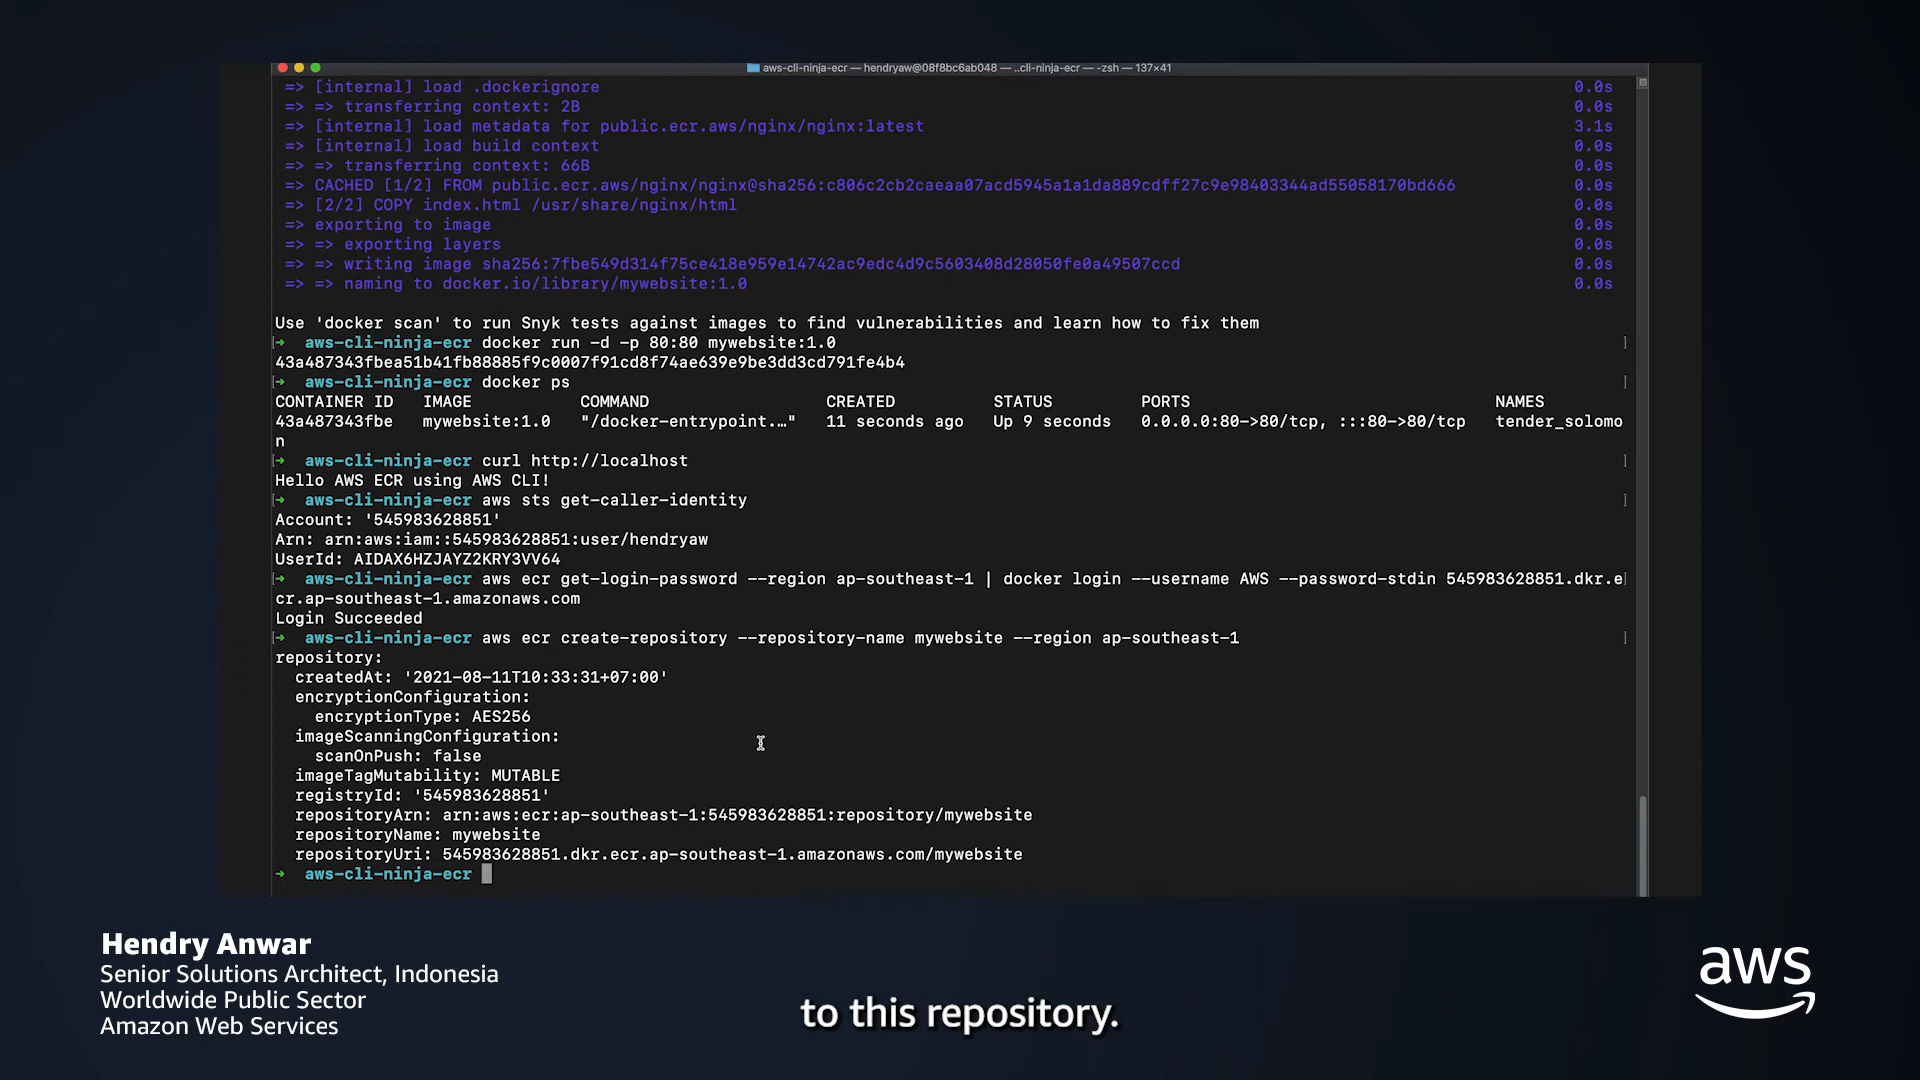 aws-cli-ninja-ecr — hendryaw@08f8bc6ab048 — ..cli-ninja-ecr — -zsh — 137×41
=> [internal] load .dockerignore 0.0s
=> => transferring context: 2B 0.0s
=> [internal] load metadata for public.ecr.aws/nginx/nginx:latest 3.1s
=> [internal] load build context 0.0s
=> => transferring context: 66B 0.0s
=> CACHED [1/2] FROM public.ecr.aws/nginx/nginx@sha256:c806c2cb2caeaa07acd5945a1a1da889cdff27c9e98403344ad55058170bd666 0.0s
=> [2/2] COPY index.html /usr/share/nginx/html 0.0s
=> exporting to image 0.0s
=> => exporting layers 0.0s
=> => writing image sha256:7fbe549d314f75ce418e959e14742ac9edc4d9c5603408d28050fe0a49507ccd 0.0s
=> => naming to docker.io/library/mywebsite:1.0 0.0s
Use 'docker scan' to run Snyk tests against images to find vulnerabilities and learn how to fix them
[→ aws-cli-ninja-ecr docker run -d -p 80:80 mywebsite:1.0 ]
43a487343fbea51b41fb88885f9c0007f91cd8f74ae639e9be3dd3cd791fe4b4
[→ aws-cli-ninja-ecr docker ps ]
CONTAINER ID IMAGE COMMAND CREATED STATUS PORTS NAMES
43a487343fbe mywebsite:1.0 "/docker-entrypoint.…" 11 seconds ago Up 9 seconds 0.0.0.0:80->80/tcp, :::80->80/tcp tender_solomo
n
[→ aws-cli-ninja-ecr curl http://localhost ]
Hello AWS ECR using AWS CLI!
[→ aws-cli-ninja-ecr aws sts get-caller-identity ]
Account: '545983628851'
Arn: arn:aws:iam::545983628851:user/hendryaw
UserId: AIDAX6HZJAYZ2KRY3VV64
[→ aws-cli-ninja-ecr aws ecr get-login-password --region ap-southeast-1 | docker login --username AWS --password-stdin 545983628851.dkr.e]
cr.ap-southeast-1.amazonaws.com
Login Succeeded
[→ aws-cli-ninja-ecr aws ecr create-repository --repository-name mywebsite --region ap-southeast-1 ]
repository:
createdAt: '2021-08-11T10:33:31+07:00'
encryptionConfiguration:
encryptionType: AES256
imageScanningConfiguration:
scanOnPush: false
imageTagMutability: MUTABLE
registryId: '545983628851'
repositoryArn: arn:aws:ecr:ap-southeast-1:545983628851:repository/mywebsite
repositoryName: mywebsite
repositoryUri: 545983628851.dkr.ecr.ap-southeast-1.amazonaws.com/mywebsite
→ aws-cli-ninja-ecr
Hendry Anwar
Senior Solutions Architect, Indonesia
Worldwide Public Sector
Amazon Web Services
to this repository.
aws